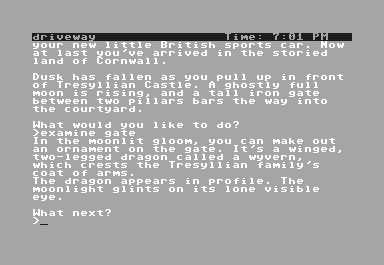 driveway Time: 7:01 PM
your new little British sports car. Now
at last you've arrived in the storied
land of Cornwall.
Dusk has fallen as you pull up in front
of Tresyllian Castle. A ghostly full
moon is rising, and a tall iron gate
between two pillars bars the way into
the courtyard.
What would you like to do?
>examine gate
In the moonlit gloom, you can make out
an ornament on the gate. It's a winged,
two-legged dragon called a wyvern,
which crests the Tresyllian family's
coat of arms.
The dragon appears in profile. The
moonlight glints on its lone visible
eye.
What next?
>_